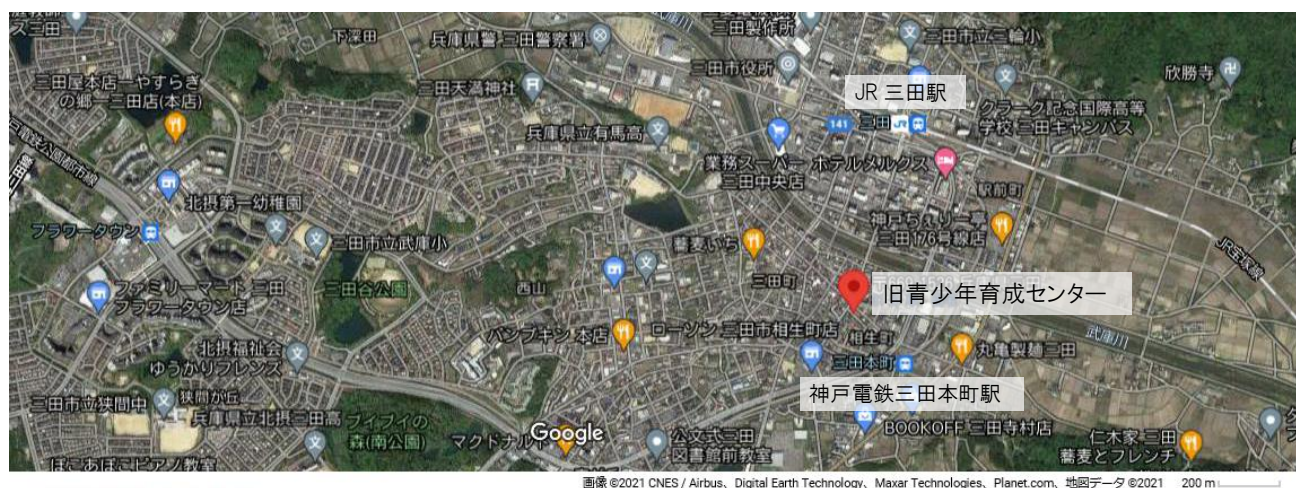 ズ三田
下深田
兵庫県警三田警察署
三田製作所
三田市立三輪小
三田市役所
欣勝寺
三田屋本店ーやすらぎ
の郷ー三田店(本店)
三田天満神社
JR 三田駅
クラーク記念国際高等
学校 三田キャンパス
兵庫県立有馬高
141
三田
JR
業務スーパー
三田中央店
ホテルメルクス
駅前町
北摂第一幼稚園
フラワータウン
三田市立武庫小
神戸ちぇりー亭
三田176号線店
蕎麦いち
三田町
JR宝塚線
ファミリーマート 三田
フラワータウン店
三田谷公園
西山
旧青少年育成センター
パンプキン 本店
ローソン 三田市相生町店
相生町
丸亀製麺三田
武庫川
北摂福祉会
ゆうかりフレンズ
三田本町
神戸電鉄三田本町駅
三田市立狭間中
狭間が丘
兵庫県立北摂三田高
ブイブイの
森(南公園)
マクドナルド
Google
公文式三田
図書館前教室
BOOKOFF 三田寺村店
仁木家 三田
蕎麦とフレンチ
ぽこあぽこピアノ教室
画像 ©2021 CNES / Airbus、Digital Earth Technology、Maxar Technologies、Planet.com、地図データ ©2021 200 m